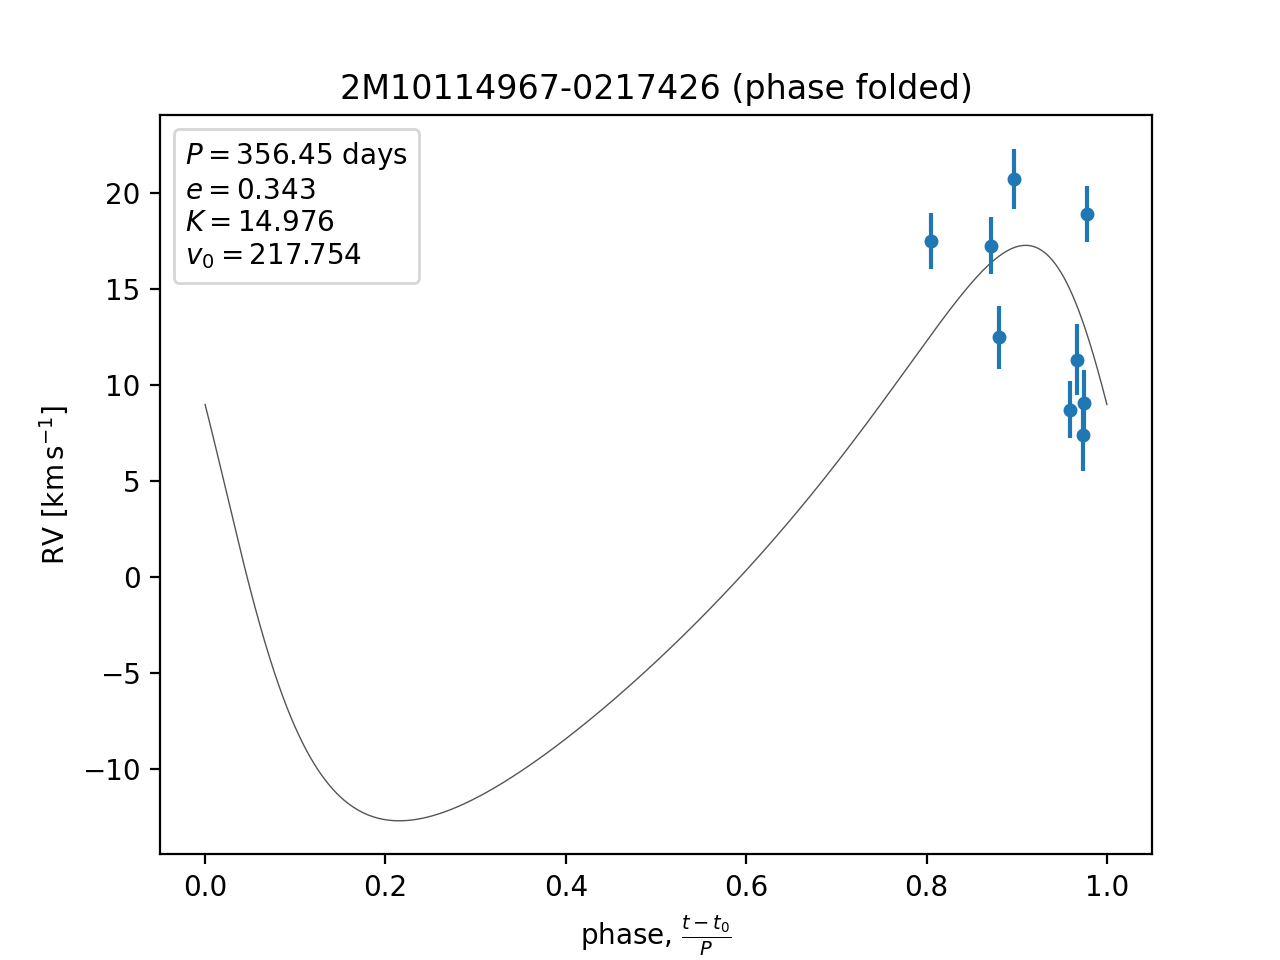 2M10114967-0217426 (phase folded)
P = 356.45 days
e = 0.343
K = 14.976
v₀ = 217.754
20
15
10
5
0
−5
−10
RV [km s⁻¹]
0.0 0.2 0.4 0.6 0.8 1.0
phase, (t − t₀)/P